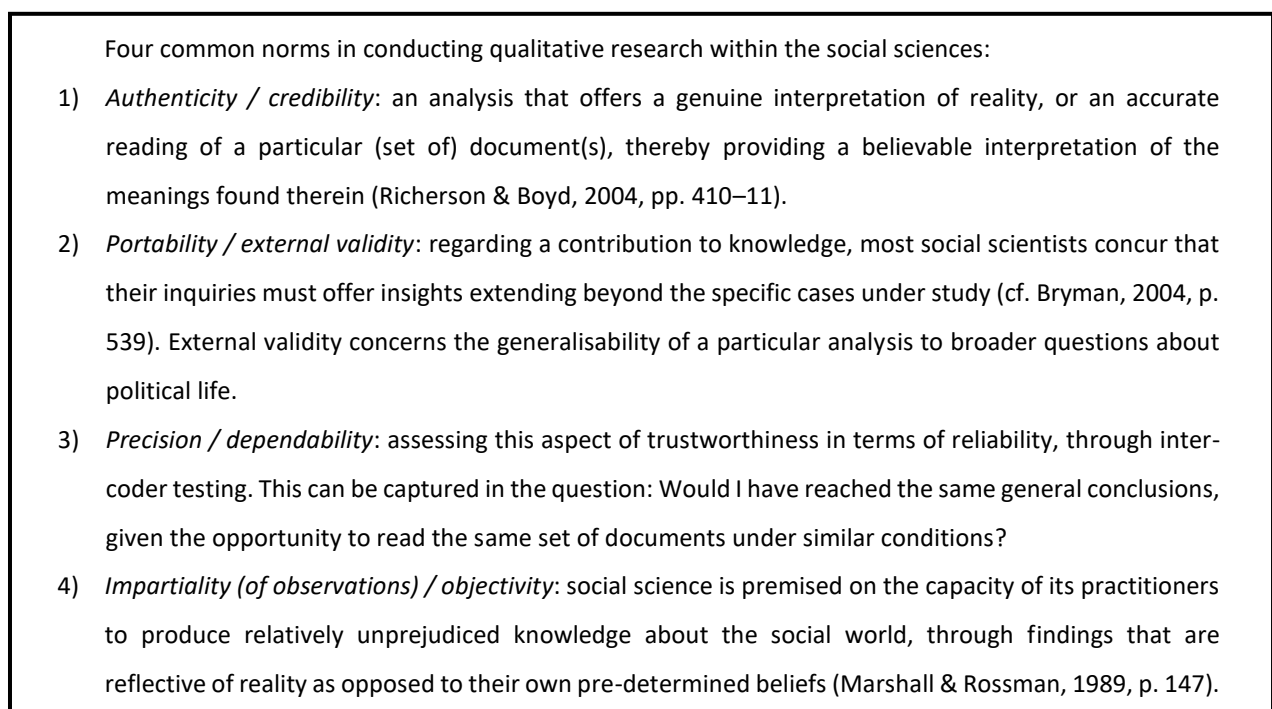 Four common norms in conducting qualitative research within the social sciences:
1) Authenticity / credibility: an analysis that offers a genuine interpretation of reality, or an accurate
reading of a particular (set of) document(s), thereby providing a believable interpretation of the
meanings found therein (Richerson & Boyd, 2004, pp. 410–11).
2) Portability / external validity: regarding a contribution to knowledge, most social scientists concur that
their inquiries must offer insights extending beyond the specific cases under study (cf. Bryman, 2004, p.
539). External validity concerns the generalisability of a particular analysis to broader questions about
political life.
3) Precision / dependability: assessing this aspect of trustworthiness in terms of reliability, through inter-
coder testing. This can be captured in the question: Would I have reached the same general conclusions,
given the opportunity to read the same set of documents under similar conditions?
4) Impartiality (of observations) / objectivity: social science is premised on the capacity of its practitioners
to produce relatively unprejudiced knowledge about the social world, through findings that are
reflective of reality as opposed to their own pre-determined beliefs (Marshall & Rossman, 1989, p. 147).